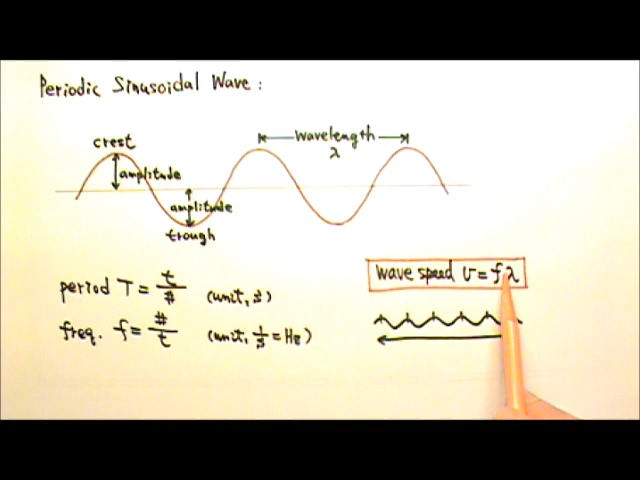 Periodic Sinusoidal Wave:
crest
wavelength
λ
amplitude
amplitude
trough
period T = t/#  (unit, s)
wave speed v = fλ
freq. f = #/t  (unit, 1/s = Hz)